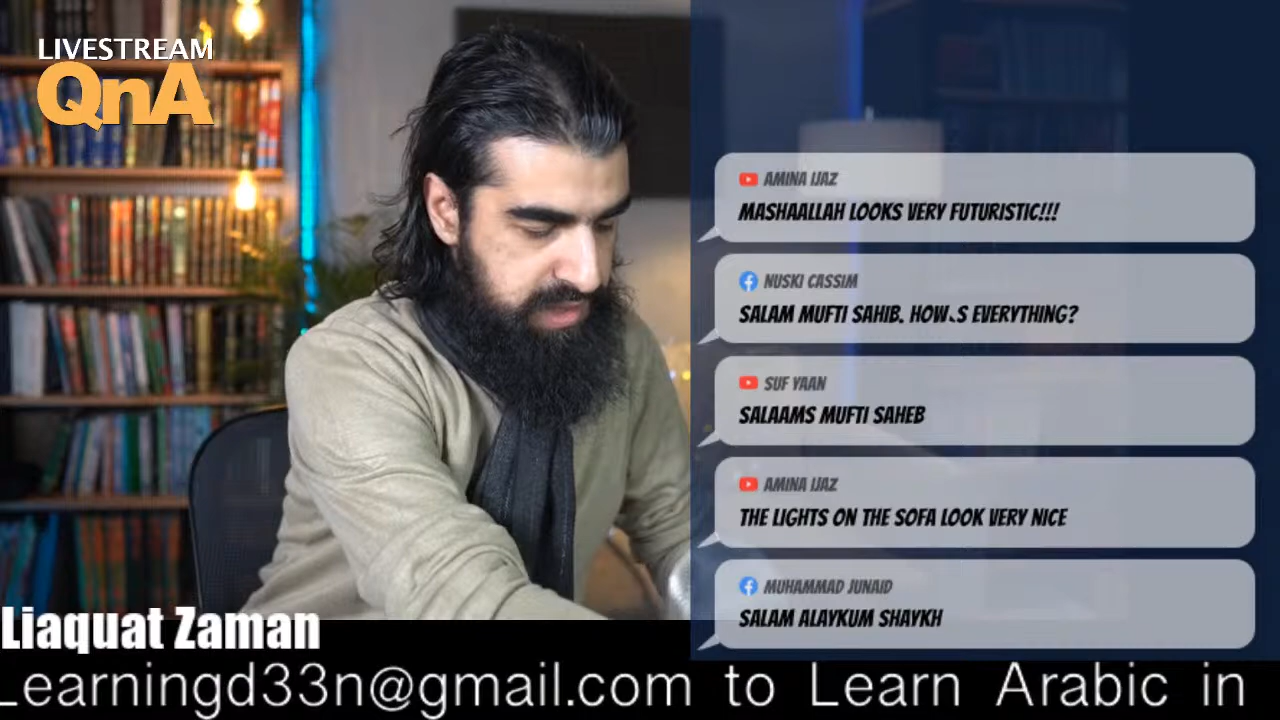 LIVESTREAM
QnA
AMINA IJAZ
MASHAALLAH LOOKS VERY FUTURISTIC!!!
NUSKI CASSIM
SALAM MUFTI SAHIB. HOW`S EVERYTHING?
SUF YAAN
SALAAMS MUFTI SAHEB
AMINA IJAZ
THE LIGHTS ON THE SOFA LOOK VERY NICE
MUHAMMAD JUNAID
SALAM ALAYKUM SHAYKH
Liaquat Zaman
Learningd33n@gmail.com to Learn Arabic in